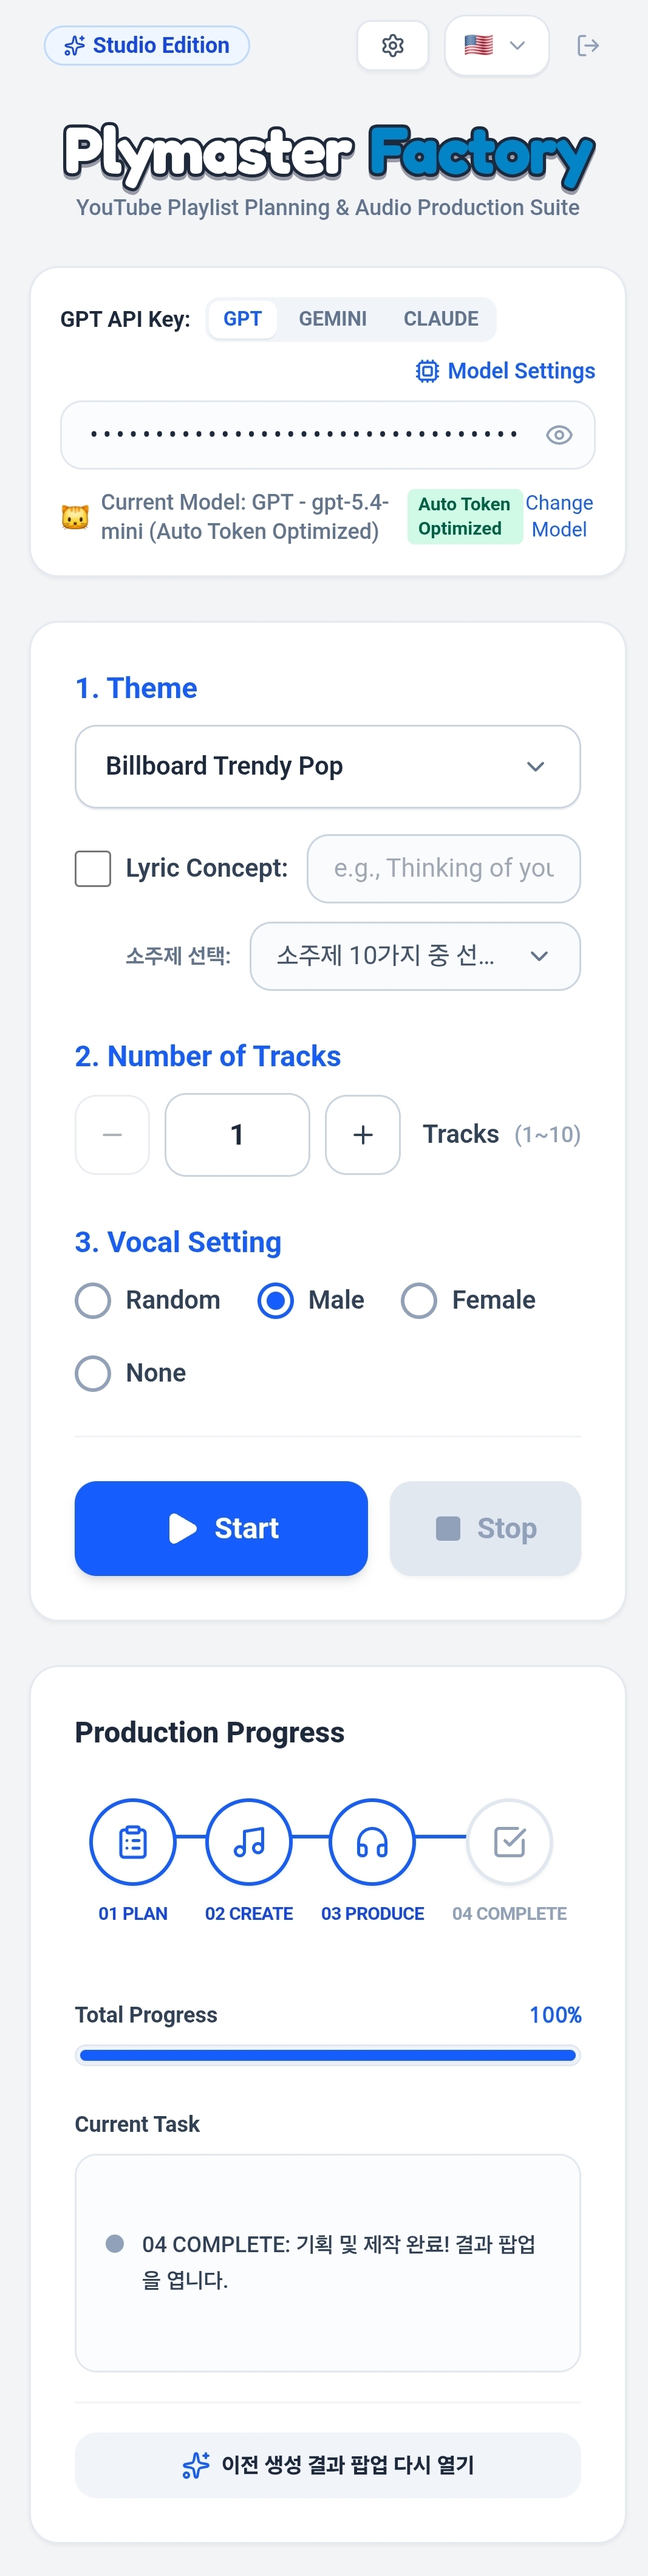 Studio Edition
Plymaster Factory
YouTube Playlist Planning & Audio Production Suite
GPT API Key: GPT GEMINI CLAUDE
Model Settings
Current Model: GPT - gpt-5.4-
mini (Auto Token Optimized)
Auto Token
Optimized
Change
Model
1. Theme
Billboard Trendy Pop
Lyric Concept: e.g., Thinking of you
소주제 선택: 소주제 10가지 중 선...
2. Number of Tracks
1 Tracks (1~10)
3. Vocal Setting
Random Male Female
None
Start Stop
Production Progress
01 PLAN 02 CREATE 03 PRODUCE 04 COMPLETE
Total Progress 100%
Current Task
04 COMPLETE: 기획 및 제작 완료! 결과 팝업
을 엽니다.
이전 생성 결과 팝업 다시 열기